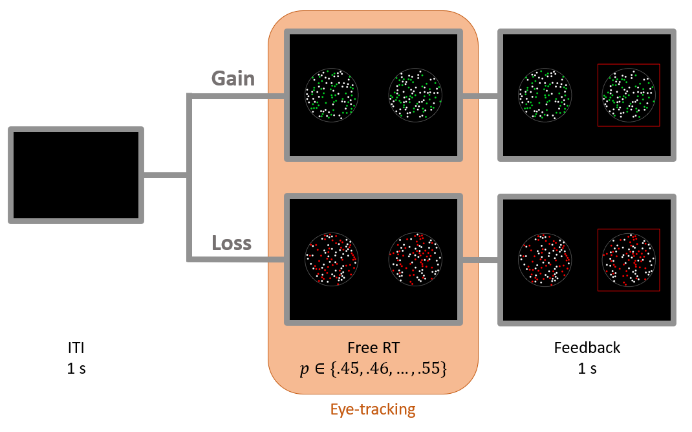 Gain
Loss
ITI
1 s
Free RT
p ∈ {.45, .46, ... , .55}
Feedback
1 s
Eye-tracking